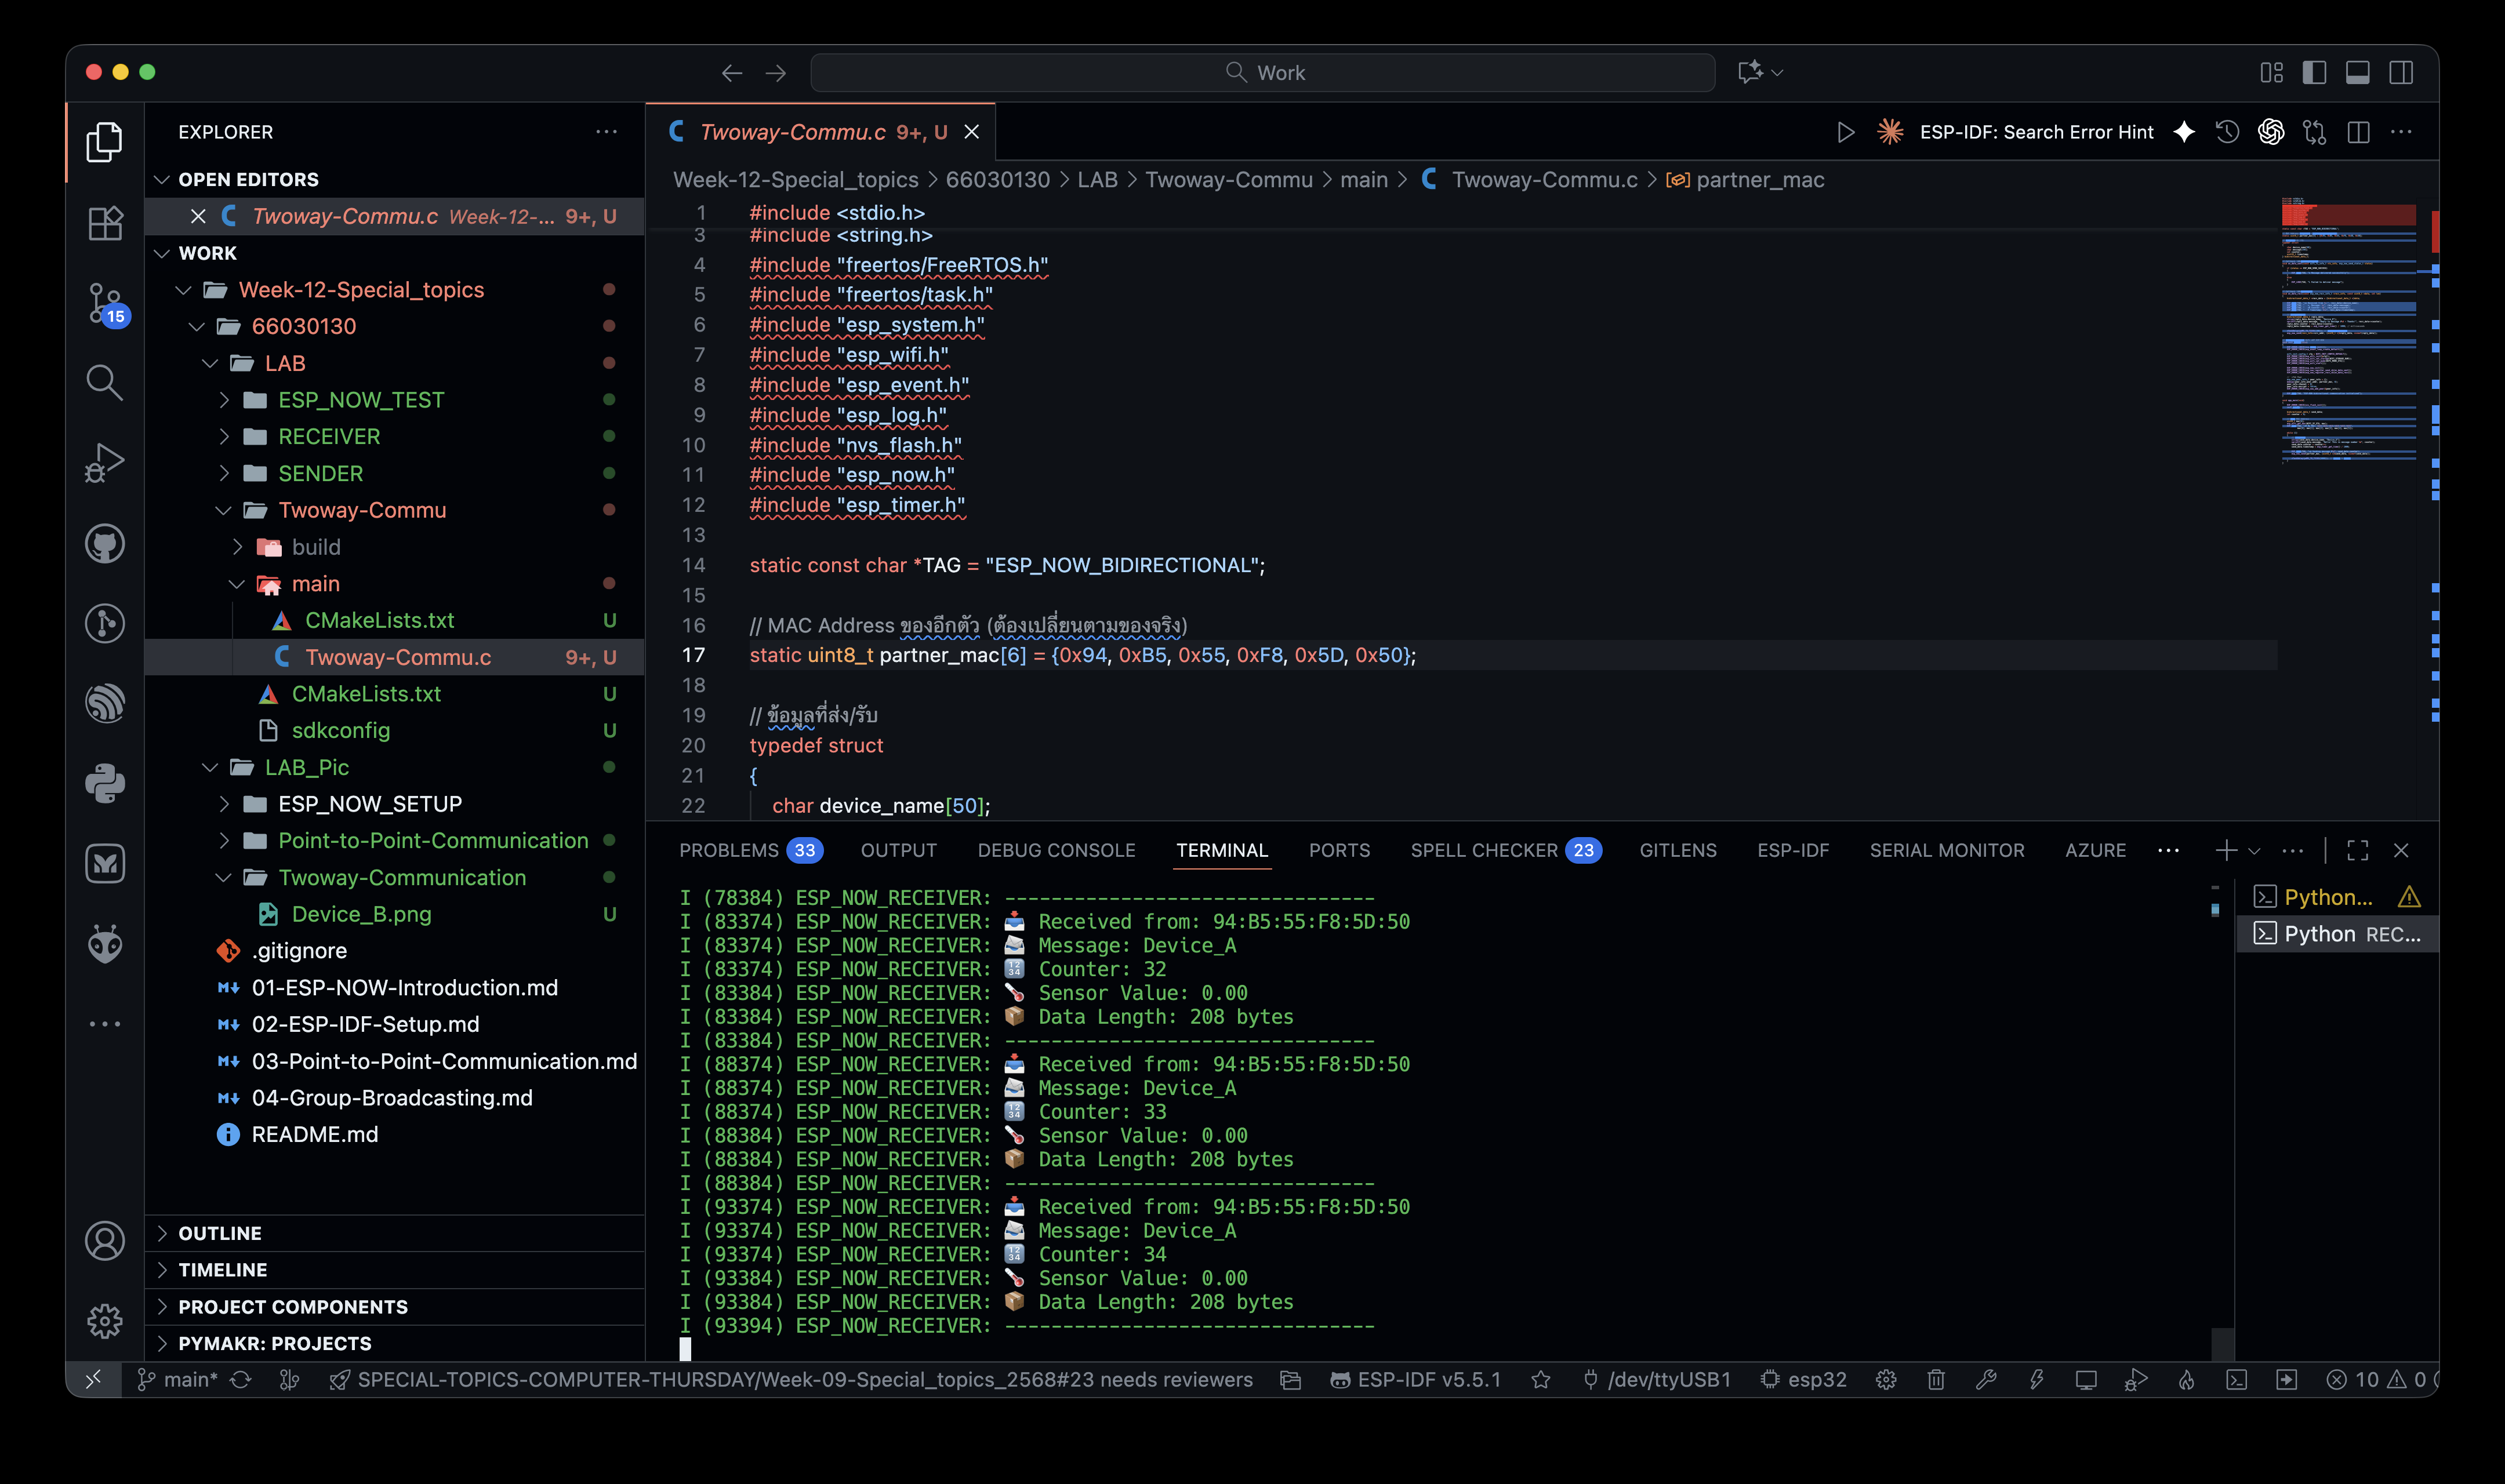 Work
EXPLORER
OPEN EDITORS
Twoway-Commu.c Week-12-... 9+, U
WORK
Week-12-Special_topics
66030130
LAB
ESP_NOW_TEST
RECEIVER
SENDER
Twoway-Commu
build
main
CMakeLists.txt U
Twoway-Commu.c 9+, U
CMakeLists.txt U
sdkconfig U
LAB_Pic
ESP_NOW_SETUP
Point-to-Point-Communication
Twoway-Communication
Device_B.png U
.gitignore
01-ESP-NOW-Introduction.md
02-ESP-IDF-Setup.md
03-Point-to-Point-Communication.md
04-Group-Broadcasting.md
README.md
OUTLINE
TIMELINE
PROJECT COMPONENTS
PYMAKR: PROJECTS
15
Twoway-Commu.c 9+, U
ESP-IDF: Search Error Hint
Week-12-Special_topics > 66030130 > LAB > Twoway-Commu > main > Twoway-Commu.c > partner_mac
1 #include <stdio.h>
3 #include <string.h>
4 #include "freertos/FreeRTOS.h"
5 #include "freertos/task.h"
6 #include "esp_system.h"
7 #include "esp_wifi.h"
8 #include "esp_event.h"
9 #include "esp_log.h"
10 #include "nvs_flash.h"
11 #include "esp_now.h"
12 #include "esp_timer.h"
13
14 static const char *TAG = "ESP_NOW_BIDIRECTIONAL";
15
16 // MAC Address ของอีกตัว (ต้องเปลี่ยนตามของจริง)
17 static uint8_t partner_mac[6] = {0x94, 0xB5, 0x55, 0xF8, 0x5D, 0x50};
18
19 // ข้อมูลที่ส่ง/รับ
20 typedef struct
21 {
22 char device_name[50];
PROBLEMS 33 OUTPUT DEBUG CONSOLE TERMINAL PORTS SPELL CHECKER 23 GITLENS ESP-IDF SERIAL MONITOR AZURE
I (78384) ESP_NOW_RECEIVER: --------------------------------
I (83374) ESP_NOW_RECEIVER: 📥 Received from: 94:B5:55:F8:5D:50
I (83374) ESP_NOW_RECEIVER: 📨 Message: Device_A
I (83374) ESP_NOW_RECEIVER: 🔢 Counter: 32
I (83384) ESP_NOW_RECEIVER: 🌡 Sensor Value: 0.00
I (83384) ESP_NOW_RECEIVER: 📦 Data Length: 208 bytes
I (83384) ESP_NOW_RECEIVER: --------------------------------
I (88374) ESP_NOW_RECEIVER: 📥 Received from: 94:B5:55:F8:5D:50
I (88374) ESP_NOW_RECEIVER: 📨 Message: Device_A
I (88374) ESP_NOW_RECEIVER: 🔢 Counter: 33
I (88384) ESP_NOW_RECEIVER: 🌡 Sensor Value: 0.00
I (88384) ESP_NOW_RECEIVER: 📦 Data Length: 208 bytes
I (88384) ESP_NOW_RECEIVER: --------------------------------
I (93374) ESP_NOW_RECEIVER: 📥 Received from: 94:B5:55:F8:5D:50
I (93374) ESP_NOW_RECEIVER: 📨 Message: Device_A
I (93374) ESP_NOW_RECEIVER: 🔢 Counter: 34
I (93384) ESP_NOW_RECEIVER: 🌡 Sensor Value: 0.00
I (93384) ESP_NOW_RECEIVER: 📦 Data Length: 208 bytes
I (93394) ESP_NOW_RECEIVER: --------------------------------
Python...
Python REC...
main* SPECIAL-TOPICS-COMPUTER-THURSDAY/Week-09-Special_topics_2568#23 needs reviewers ESP-IDF v5.5.1 /dev/ttyUSB1 esp32 10 0